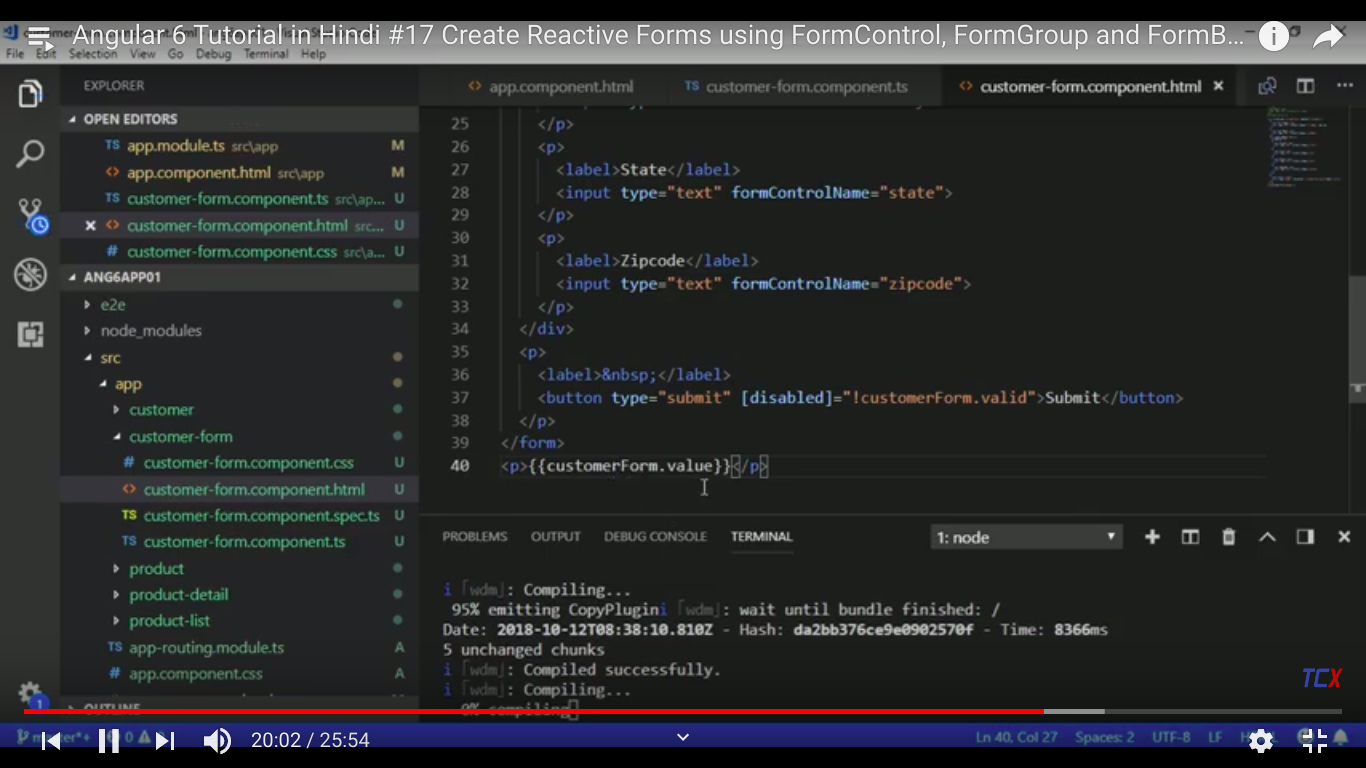 Angular 6 Tutorial in Hindi #17 Create Reactive Forms using FormControl, FormGroup and FormB...
File Edit Selection View Go Debug Terminal Help
EXPLORER
OPEN EDITORS
TS app.module.ts src\app M
<> app.component.html src\app M
TS customer-form.component.ts src\ap... U
<> customer-form.component.html src... U
# customer-form.component.css src\a... U
ANG6APP01
e2e
node_modules
src
app
customer
customer-form
# customer-form.component.css U
<> customer-form.component.html U
TS customer-form.component.spec.ts U
TS customer-form.component.ts U
product
product-detail
product-list
TS app-routing.module.ts A
# app.component.css A
OUTLINE
<> app.component.html TS customer-form.component.ts <> customer-form.component.html
25 </p>
26 <p>
27 <label>State</label>
28 <input type="text" formControlName="state">
29 </p>
30 <p>
31 <label>Zipcode</label>
32 <input type="text" formControlName="zipcode">
33 </p>
34 </div>
35 <p>
36 <label>&nbsp;</label>
37 <button type="submit" [disabled]="!customerForm.valid">Submit</button>
38 </p>
39 </form>
40 <p>{{customerForm.value}}</p>
PROBLEMS OUTPUT DEBUG CONSOLE TERMINAL 1: node
i ｢wdm｣: Compiling...
95% emitting CopyPlugini ｢wdm｣: wait until bundle finished: /
Date: 2018-10-12T08:38:10.810Z - Hash: da2bb376ce9e0902570f - Time: 8366ms
5 unchanged chunks
i ｢wdm｣: Compiled successfully.
i ｢wdm｣: Compiling...
0% compiling
TCX
1
20:02 / 25:54
0
Ln 40, Col 27 Spaces: 2 UTF-8 LF